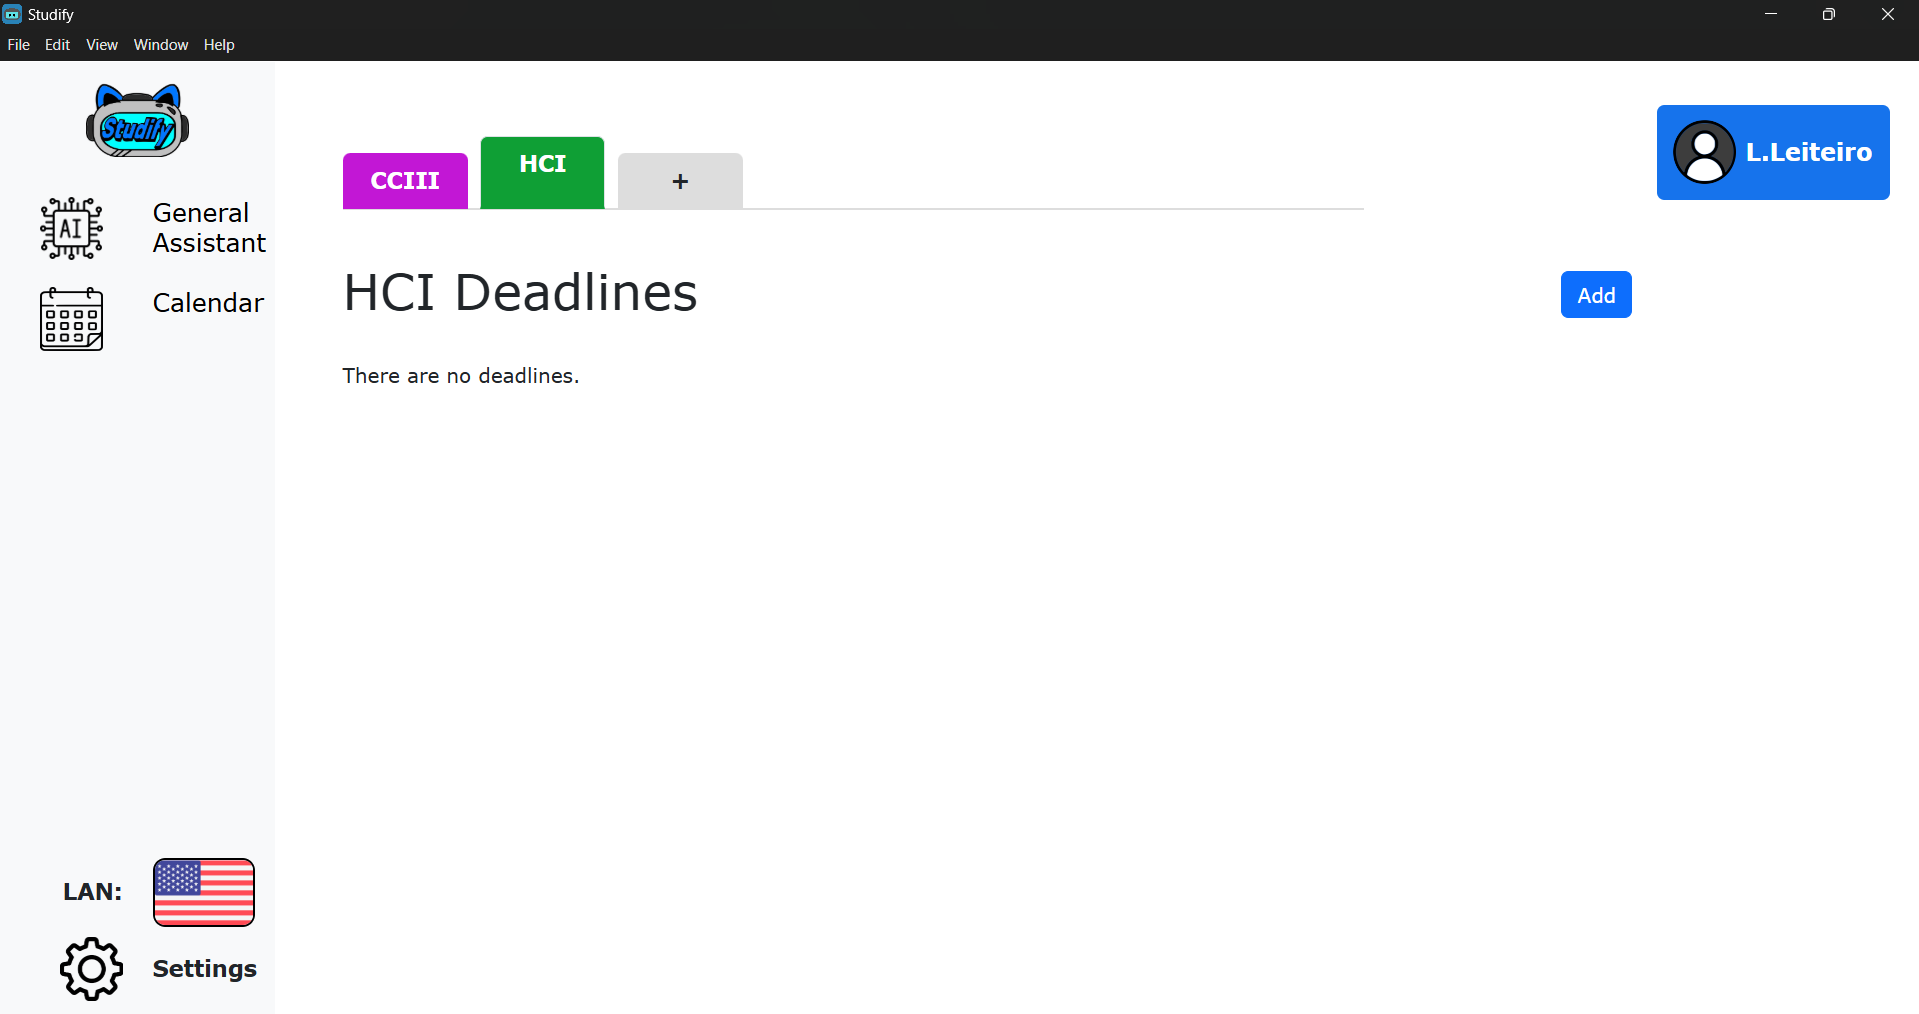 Studify
File Edit View Window Help
Studify
AI
General
Assistant
Calendar
CCIII
HCI
+
L.Leiteiro
HCI Deadlines
Add
There are no deadlines.
LAN:
Settings